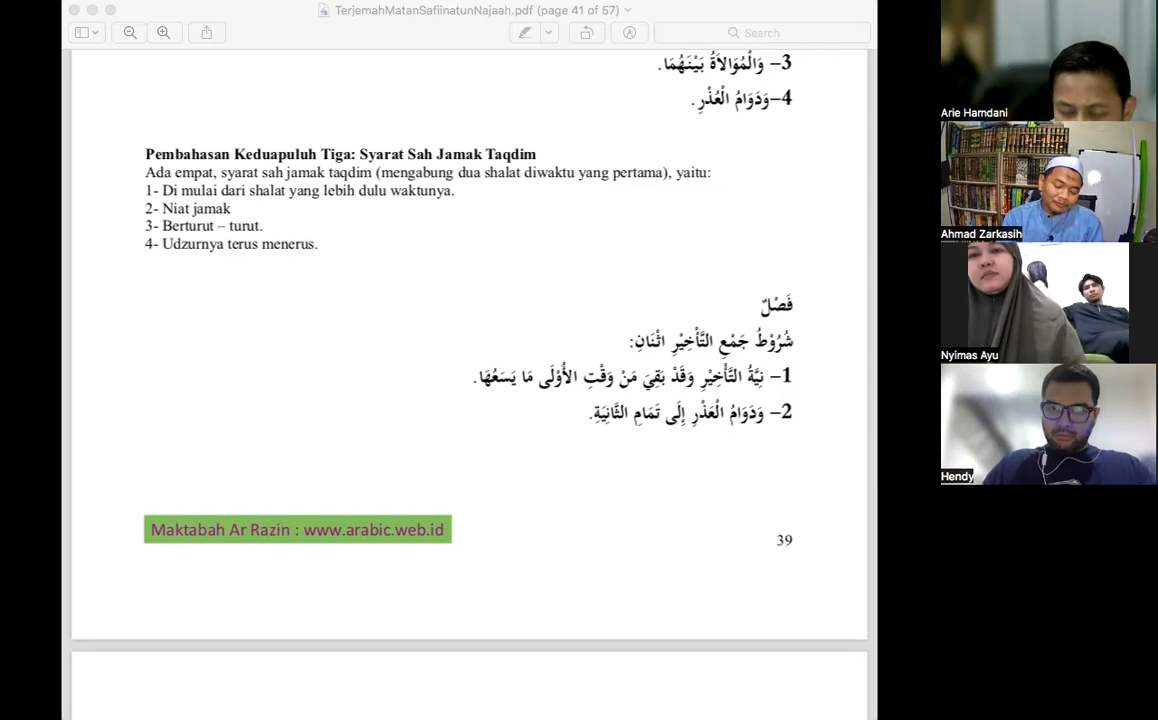 TerjemahMatanSafiinatunNajaah.pdf (page 41 of 57)
Search
3- وَالْمُوَالاَةُ بَيْنَهُمَا.
4-وَدَوَامُ الْعُذْرِ.
Pembahasan Keduapuluh Tiga: Syarat Sah Jamak Taqdim
Ada empat, syarat sah jamak taqdim (mengabung dua shalat diwaktu yang pertama), yaitu:
1- Di mulai dari shalat yang lebih dulu waktunya.
2- Niat jamak
3- Berturut – turut.
4- Udzurnya terus menerus.
فَصْلٌ
شُرُوْطُ جَمْعِ التَّأْخِيْرِ اثْنَانِ:
1- نِيَّةُ التَّأْخِيْرِ وَقَدْ بَقِيَ مَنْ وَقْتِ الأُوْلَى مَا يَسَعُهَا.
2- وَدَوَامُ الْعَذْرِ إِلَى تَمَامِ الثَّانِيَةِ.
Maktabah Ar Razin : www.arabic.web.id
39
Arie Hamdani
Ahmad Zarkasih
Nyimas Ayu
Hendy